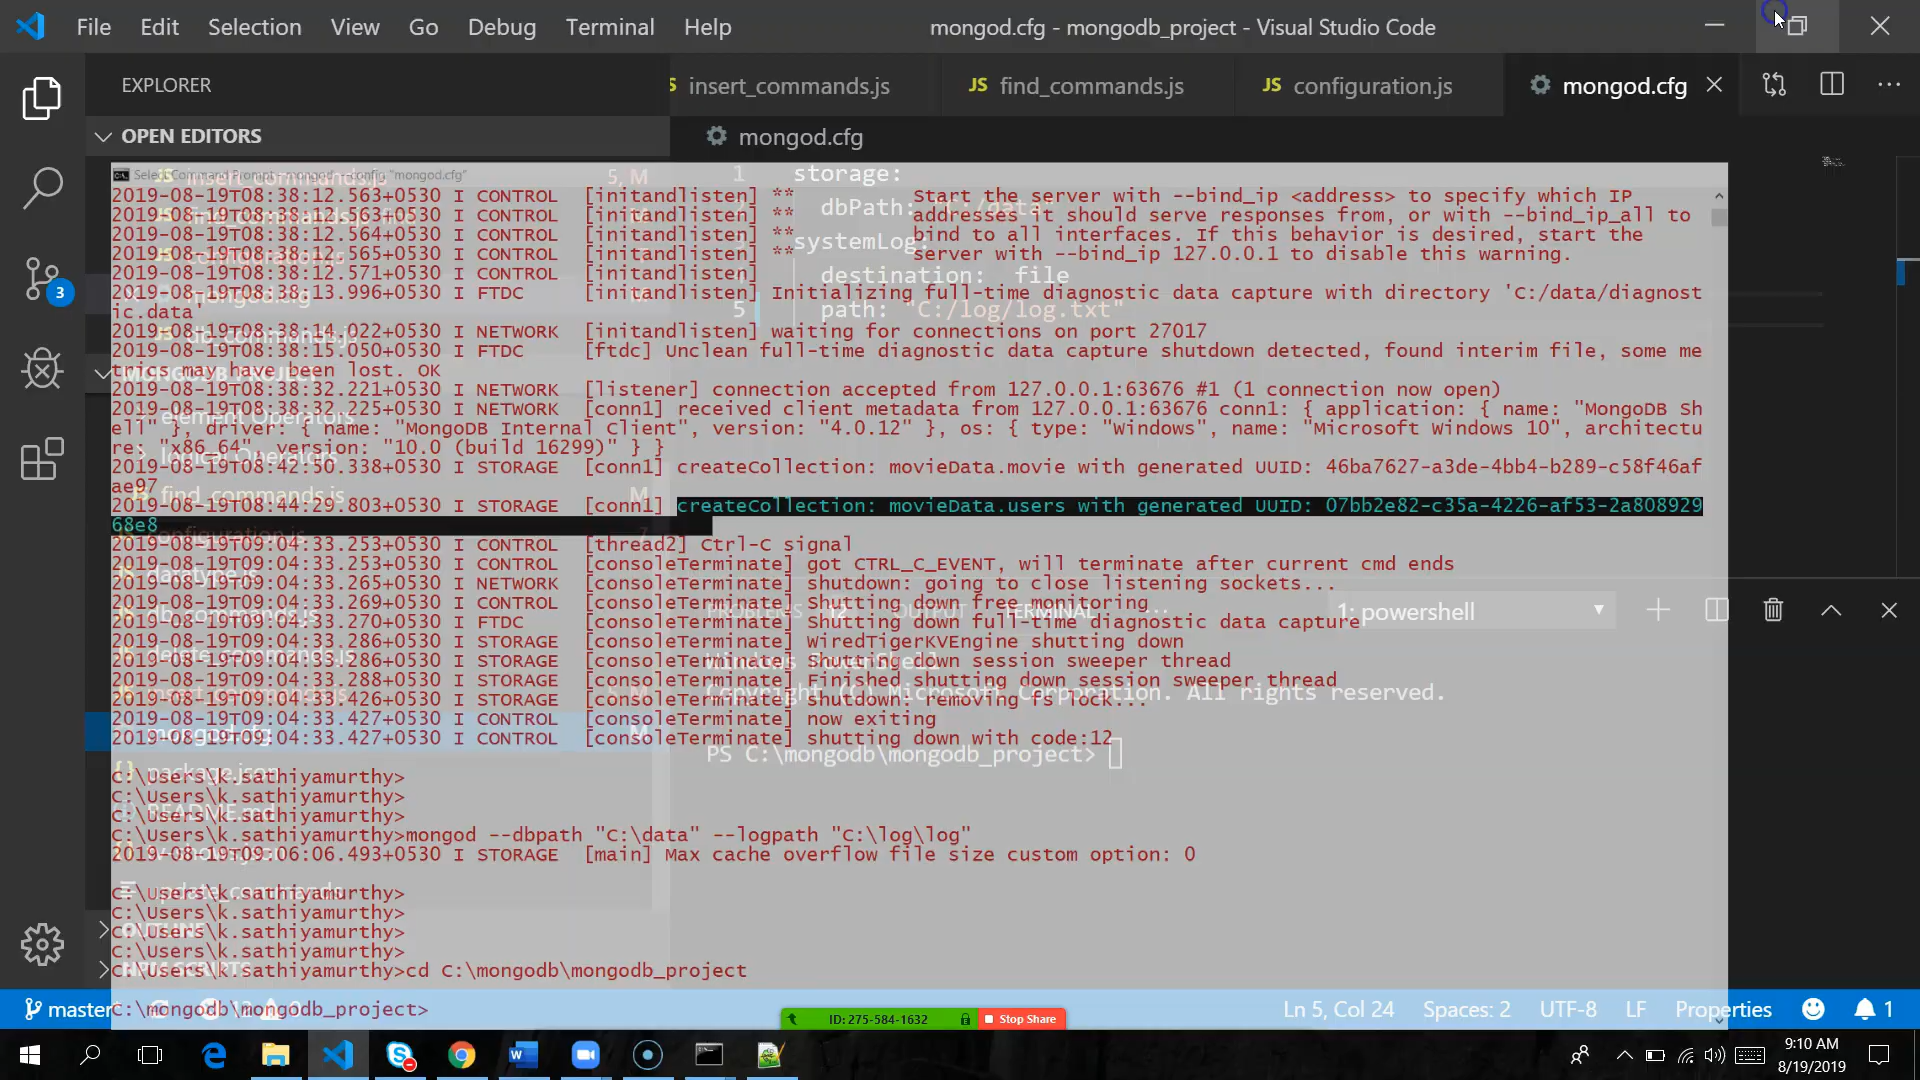 File Edit Selection View Go Debug Terminal Help
mongod.cfg - mongodb_project - Visual Studio Code
EXPLORER
insert_commands.js
find_commands.js
configuration.js
mongod.cfg
OPEN EDITORS
mongod.cfg
Select Command Prompt - mongod --config "mongod.cfg"
5, M
1 storage:
dbPath:
systemLog:
destination: file
5 path: "C:/log/log.txt"
2019-08-19T08:38:12.563+0530 I CONTROL [initandlisten] ** Start the server with --bind_ip <address> to specify which IP
2019-08-19T08:38:12.563+0530 I CONTROL [initandlisten] ** addresses it should serve responses from, or with --bind_ip_all to
2019-08-19T08:38:12.564+0530 I CONTROL [initandlisten] ** bind to all interfaces. If this behavior is desired, start the
2019-08-19T08:38:12.565+0530 I CONTROL [initandlisten] ** server with --bind_ip 127.0.0.1 to disable this warning.
2019-08-19T08:38:12.571+0530 I CONTROL [initandlisten]
2019-08-19T08:38:13.996+0530 I FTDC [initandlisten] Initializing full-time diagnostic data capture with directory 'C:/data/diagnost
ic.data'
2019-08-19T08:38:14.022+0530 I NETWORK [initandlisten] waiting for connections on port 27017
2019-08-19T08:38:15.050+0530 I FTDC [ftdc] Unclean full-time diagnostic data capture shutdown detected, found interim file, some me
trics may have been lost. OK
2019-08-19T08:38:32.221+0530 I NETWORK [listener] connection accepted from 127.0.0.1:63676 #1 (1 connection now open)
2019-08-19T08:38:32.225+0530 I NETWORK [conn1] received client metadata from 127.0.0.1:63676 conn1: { application: { name: "MongoDB Sh
ell" }, driver: { name: "MongoDB Internal Client", version: "4.0.12" }, os: { type: "Windows", name: "Microsoft Windows 10", architectu
re: "x86_64", version: "10.0 (build 16299)" } }
2019-08-19T08:42:50.338+0530 I STORAGE [conn1] createCollection: movieData.movie with generated UUID: 46ba7627-a3de-4bb4-b289-c58f46af
ae97
2019-08-19T08:44:29.803+0530 I STORAGE [conn1] createCollection: movieData.users with generated UUID: 07bb2e82-c35a-4226-af53-2a808929
68e8
2019-08-19T09:04:33.253+0530 I CONTROL [thread2] Ctrl-C signal
2019-08-19T09:04:33.253+0530 I CONTROL [consoleTerminate] got CTRL_C_EVENT, will terminate after current cmd ends
2019-08-19T09:04:33.265+0530 I NETWORK [consoleTerminate] shutdown: going to close listening sockets...
2019-08-19T09:04:33.269+0530 I CONTROL [consoleTerminate] Shutting down free monitoring
2019-08-19T09:04:33.270+0530 I FTDC [consoleTerminate] Shutting down full-time diagnostic data capture
2019-08-19T09:04:33.286+0530 I STORAGE [consoleTerminate] WiredTigerKVEngine shutting down
2019-08-19T09:04:33.286+0530 I STORAGE [consoleTerminate] Shutting down session sweeper thread
2019-08-19T09:04:33.288+0530 I STORAGE [consoleTerminate] Finished shutting down session sweeper thread
2019-08-19T09:04:33.426+0530 I STORAGE [consoleTerminate] shutdown: removing fs lock...
2019-08-19T09:04:33.427+0530 I CONTROL [consoleTerminate] now exiting
2019-08-19T09:04:33.427+0530 I CONTROL [consoleTerminate] shutting down with code:12
C:\Users\k.sathiyamurthy>
C:\Users\k.sathiyamurthy>
C:\Users\k.sathiyamurthy>
C:\Users\k.sathiyamurthy>mongod --dbpath "C:\data" --logpath "C:\log\log"
2019-08-19T09:06:06.493+0530 I STORAGE [main] Max cache overflow file size custom option: 0
C:\Users\k.sathiyamurthy>
C:\Users\k.sathiyamurthy>
C:\Users\k.sathiyamurthy>
C:\Users\k.sathiyamurthy>
C:\Users\k.sathiyamurthy>cd C:\mongodb\mongodb_project
C:\mongodb\mongodb_project>
TERMINAL
1: powershell
Windows PowerShell
Copyright (C) Microsoft Corporation. All rights reserved.
PS C:\mongodb\mongodb_project>
master
ID: 275-584-1632
Stop Share
Ln 5, Col 24
Spaces: 2
UTF-8
LF
Properties
1
3
9:10 AM
8/19/2019